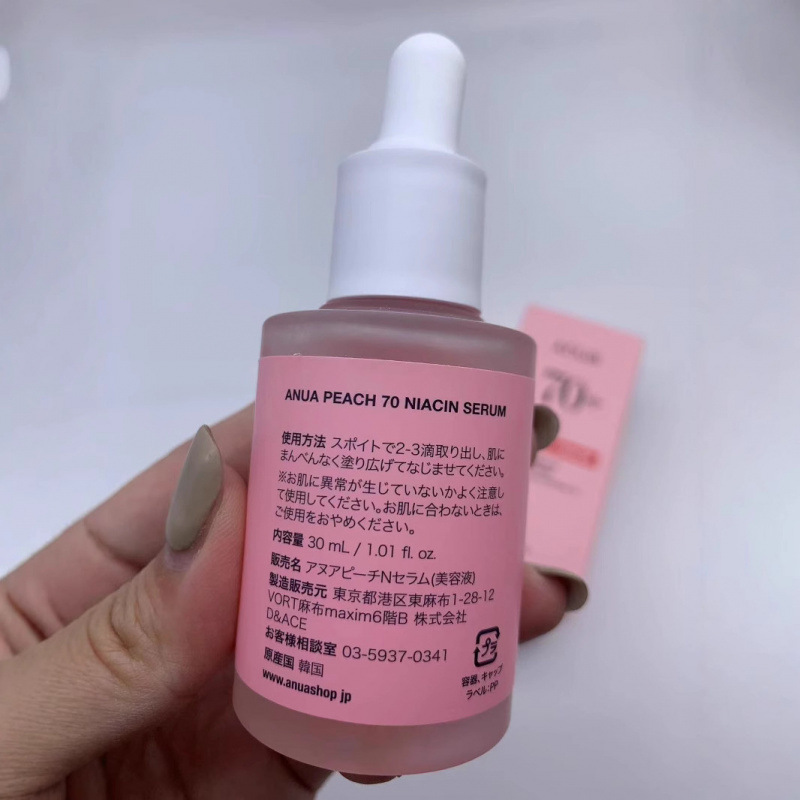 ANUA PEACH 70 NIACIN SERUM
使用方法 スポイトで2-3滴取り出し、肌に
まんべんなく塗り広げてなじませてください。
※お肌に異常が生じていないかよく注意し
て使用してください。お肌に合わないときは、
ご使用をおやめください。
内容量 30 mL / 1.01 fl. oz.
販売名 アヌアピーチNセラム(美容液)
製造販売元 東京都港区東麻布1-28-12
VORT麻布maxim6階B 株式会社
D&ACE
お客様相談室 03-5937-0341
原産国 韓国
www.anuashop.jp
プラ
容器、キャップ
ラベル:PP
ANUA
70